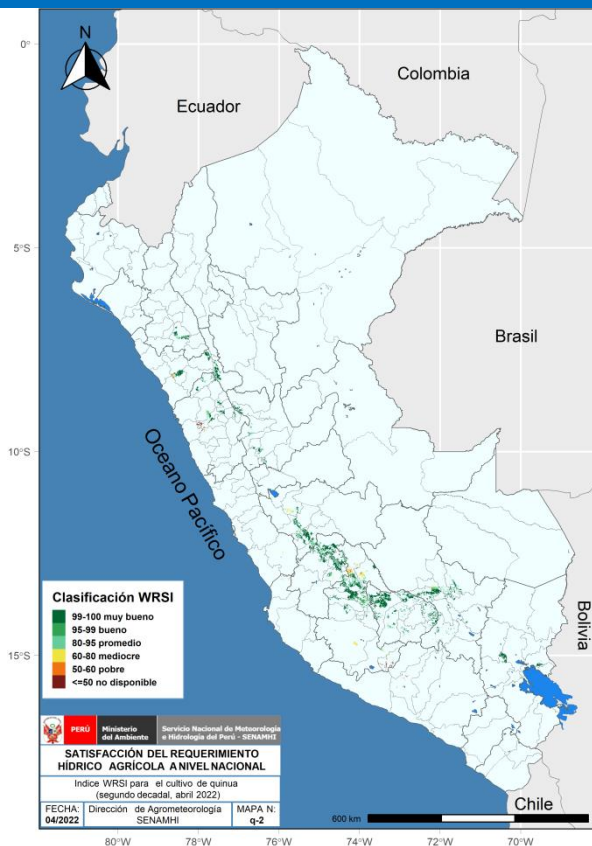 N
0°
Colombia
Ecuador
5°S
Brasil
10°S
Oceano Pacífico
Clasificación WRSI
99-100 muy bueno
95-99 bueno
80-95 promedio
60-80 mediocre
50-60 pobre
<=50 no disponible
Bolivia
15°S
PERÚ
Ministerio
del Ambiente
Servicio Nacional de Meteorología
e Hidrología del Perú - SENAMHI
SATISFACCIÓN DEL REQUERIMIENTO
HÍDRICO AGRÍCOLA A NIVEL NACIONAL
Indice WRSI para el cultivo de quinua
(segundo decadal, abril 2022)
FECHA:
04/2022
Dirección de Agrometeorología
SENAMHI
MAPA N:
q-2
Chile
600 km
80°W
78°W
76°W
74°W
72°W
70°W